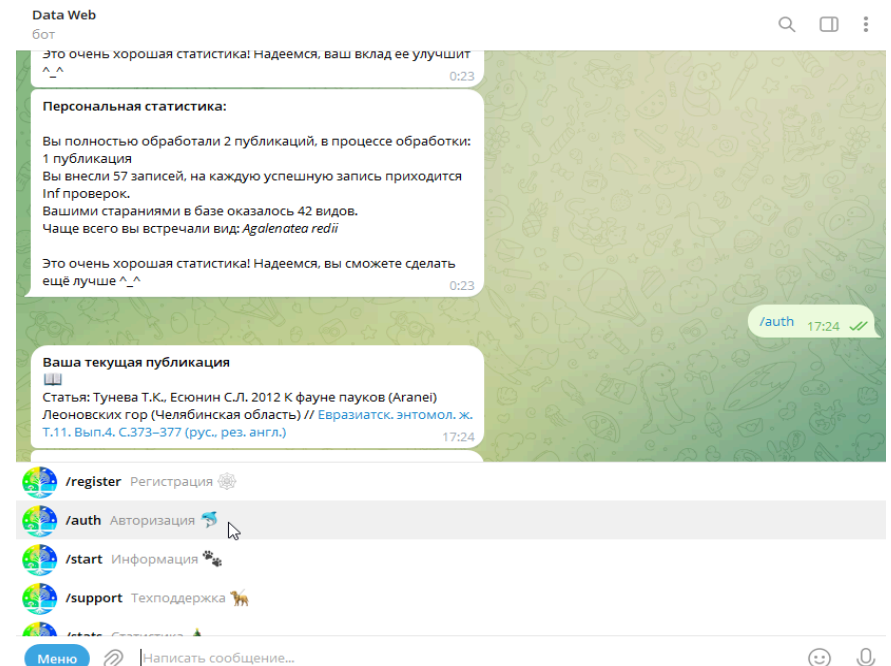 Data Web
бот
Это очень хорошая статистика! Надеемся, ваш вклад ее улучшит
^_^
0:23
Персональная статистика:
Вы полностью обработали 2 публикаций, в процессе обработки:
1 публикация
Вы внесли 57 записей, на каждую успешную запись приходится
Inf проверок.
Вашими стараниями в базе оказалось 42 видов.
Чаще всего вы встречали вид: Agalenatea redii
Это очень хорошая статистика! Надеемся, вы сможете сделать
ещё лучше ^_^
0:23
/auth 17:24
Ваша текущая публикация
Статья: Тунева Т.К., Есюнин С.Л. 2012 К фауне пауков (Aranei)
Леоновских гор (Челябинская область) // Евразиатск. энтомол. ж.
Т.11. Вып.4. С.373–377 (рус., рез. англ.)
17:24
/register Регистрация
/auth Авторизация
/start Информация
/support Техподдержка
/stats Статистика
Меню Написать сообщение...